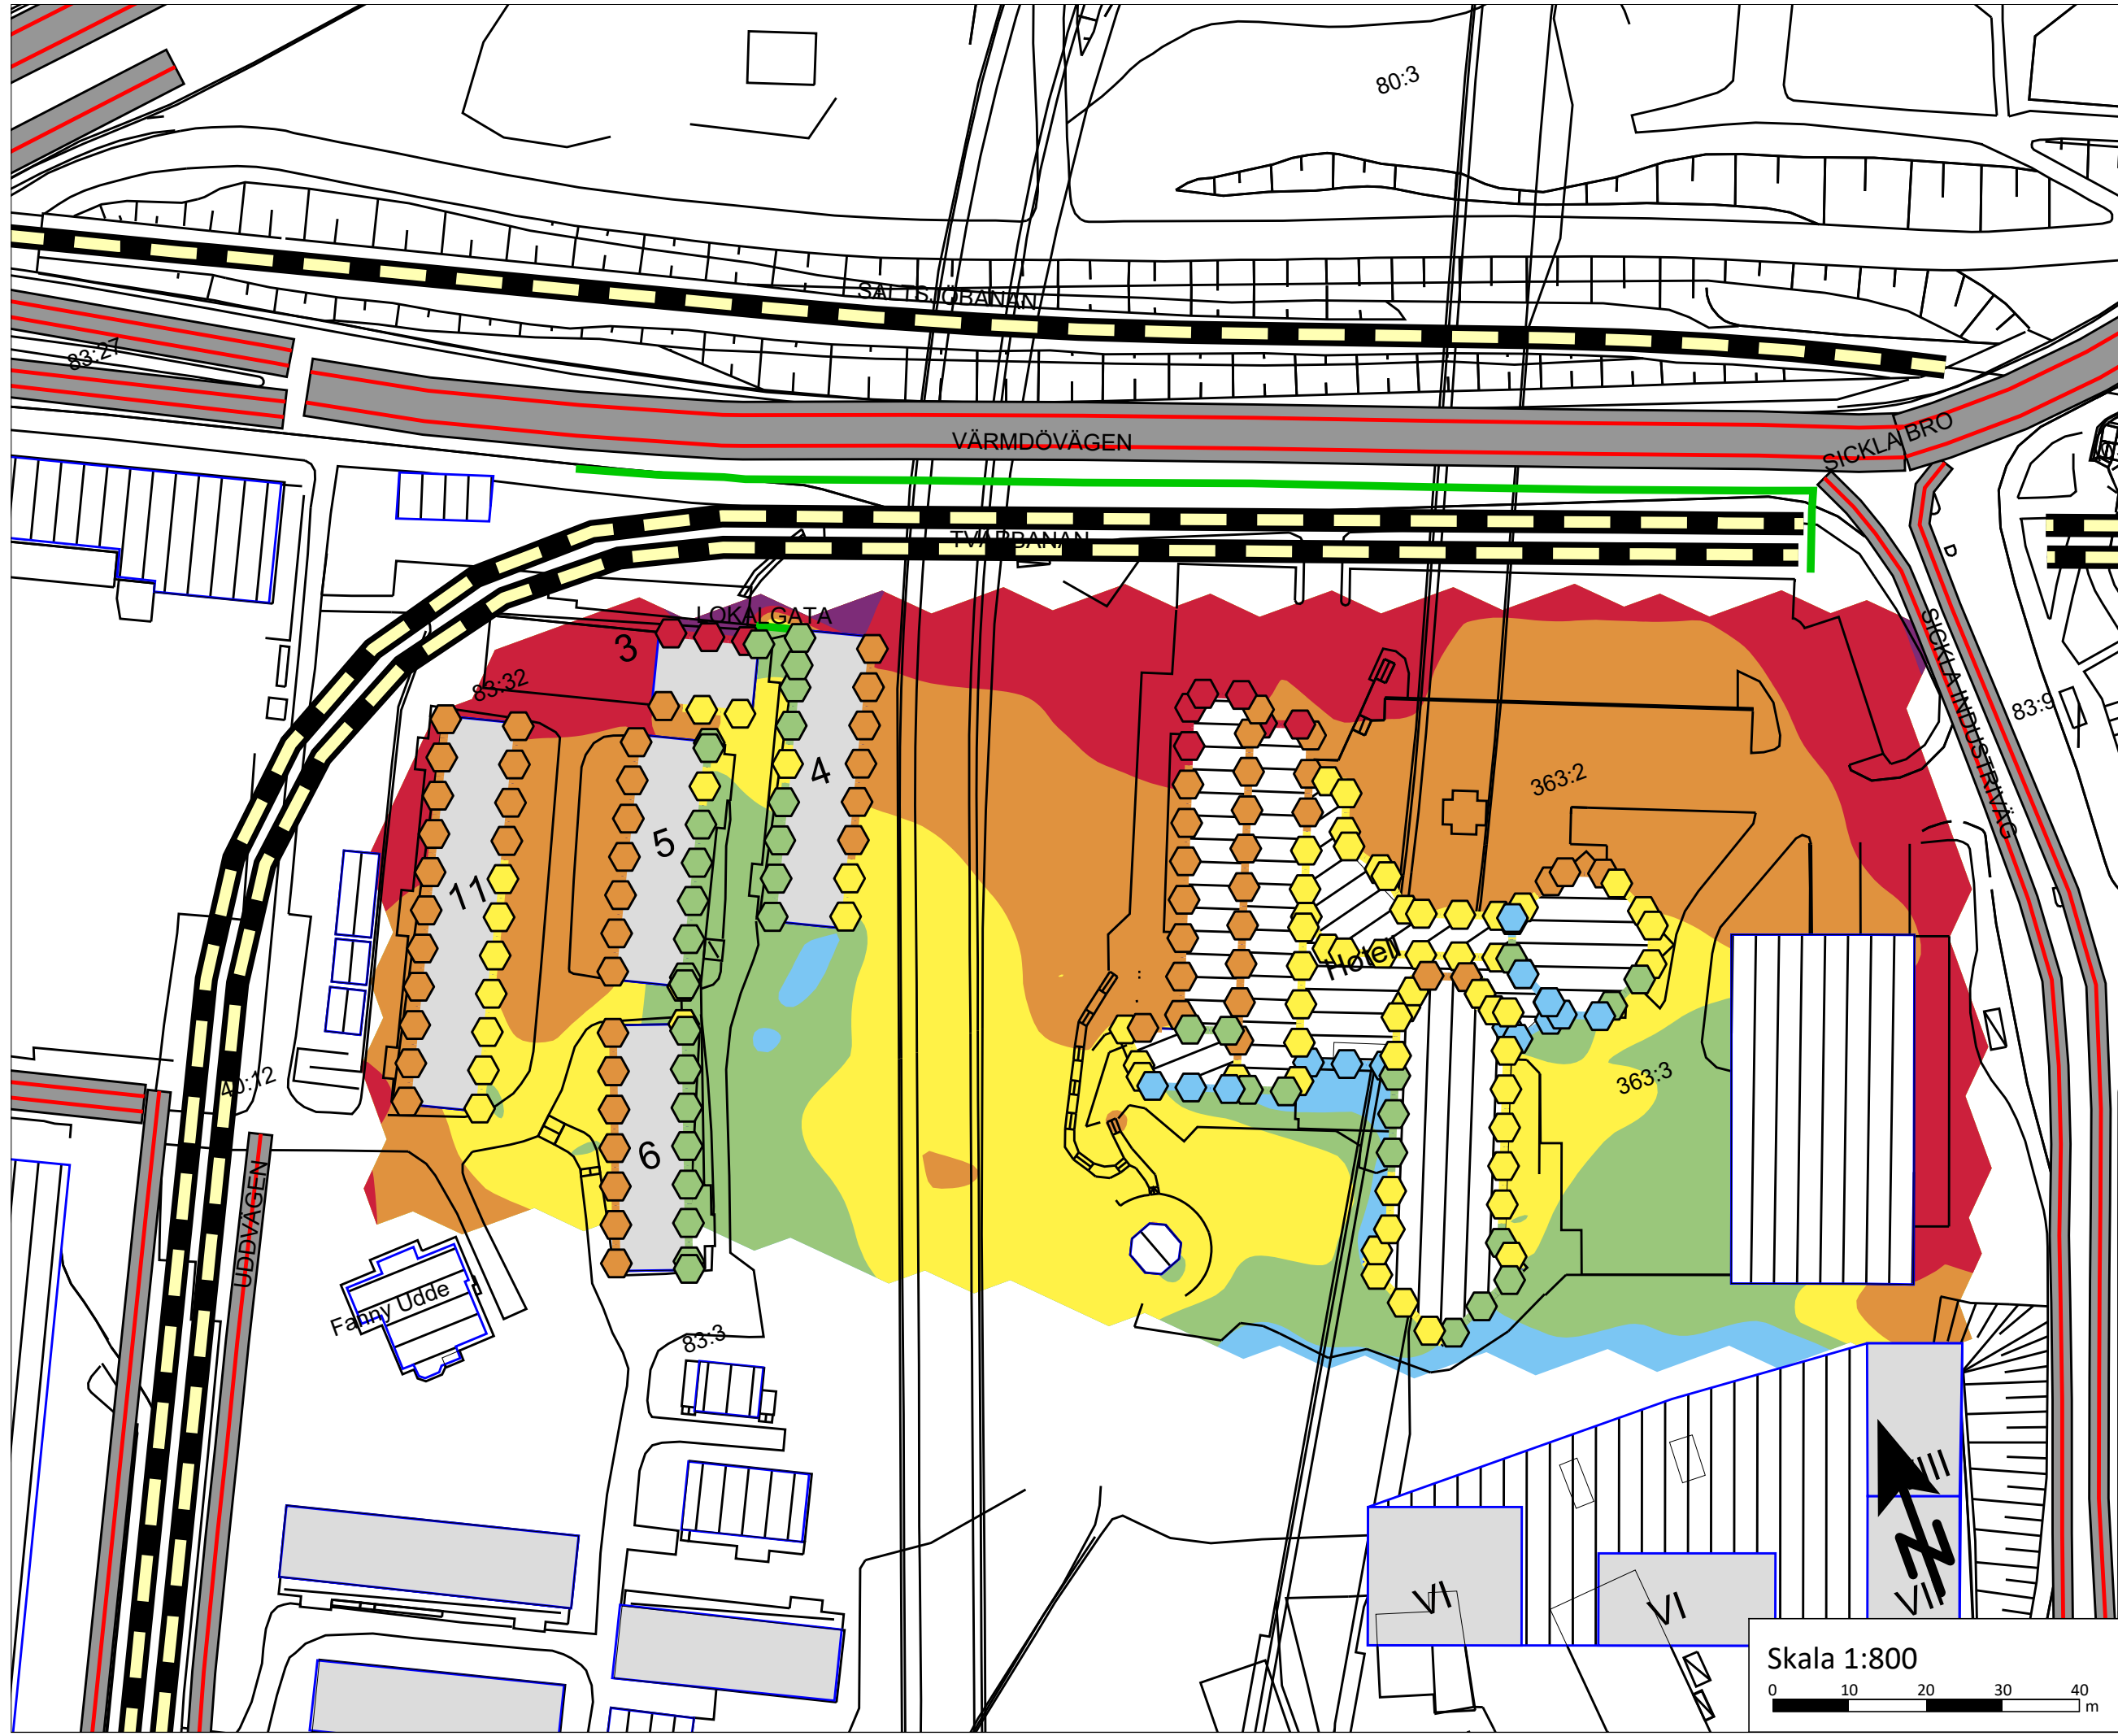 80:3
SALTSJÖBANAN
83:27
VÄRMDÖVÄGEN
SICKLA BRO
TVÄRBANAN
D
LOKALGATA
3
83:32
SICKLA INDUSTRIVÄG
83:9
4
363:2
5
11
D
Hotell
40:12
363:3
6
UDDVÄGEN
Fanny Udde
83:3
VI
VI
VII
Skala 1:800
0 10 20 30 40
m